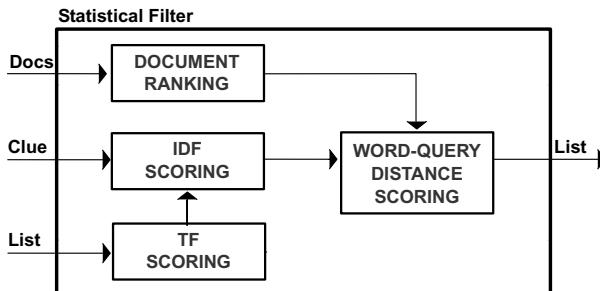 Statistical Filter
Docs
DOCUMENT
RANKING
Clue
IDF
SCORING
WORD-QUERY
DISTANCE
SCORING
List
List
TF
SCORING